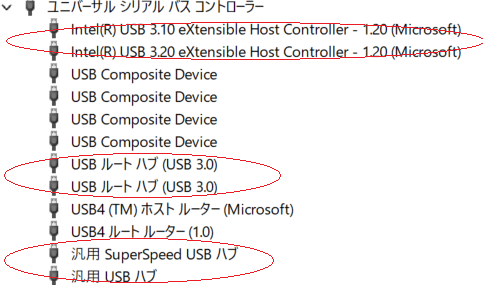 ユニバーサル シリアル バス コントローラー
Intel(R) USB 3.10 eXtensible Host Controller - 1.20 (Microsoft)
Intel(R) USB 3.20 eXtensible Host Controller - 1.20 (Microsoft)
USB Composite Device
USB Composite Device
USB Composite Device
USB Composite Device
USB ルート ハブ (USB 3.0)
USB ルート ハブ (USB 3.0)
USB4 (TM) ホスト ルーター (Microsoft)
USB4 ルート ルーター (1.0)
汎用 SuperSpeed USB ハブ
汎用 USB ハブ